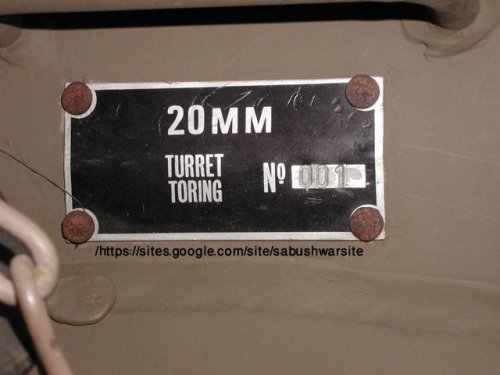 20MM
TURRET
TORING
Nº 001
/https://sites.google.com/site/sabushwarsite